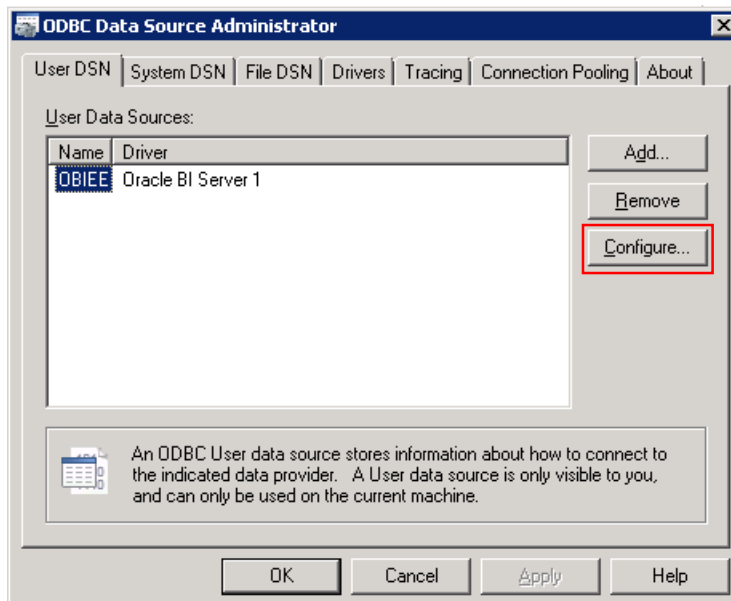 ODBC Data Source Administrator
User DSN System DSN File DSN Drivers Tracing Connection Pooling About
User Data Sources:
Name Driver
OBIEE Oracle BI Server 1
Add...
Remove
Configure...
An ODBC User data source stores information about how to connect to
the indicated data provider. A User data source is only visible to you,
and can only be used on the current machine.
OK Cancel Apply Help